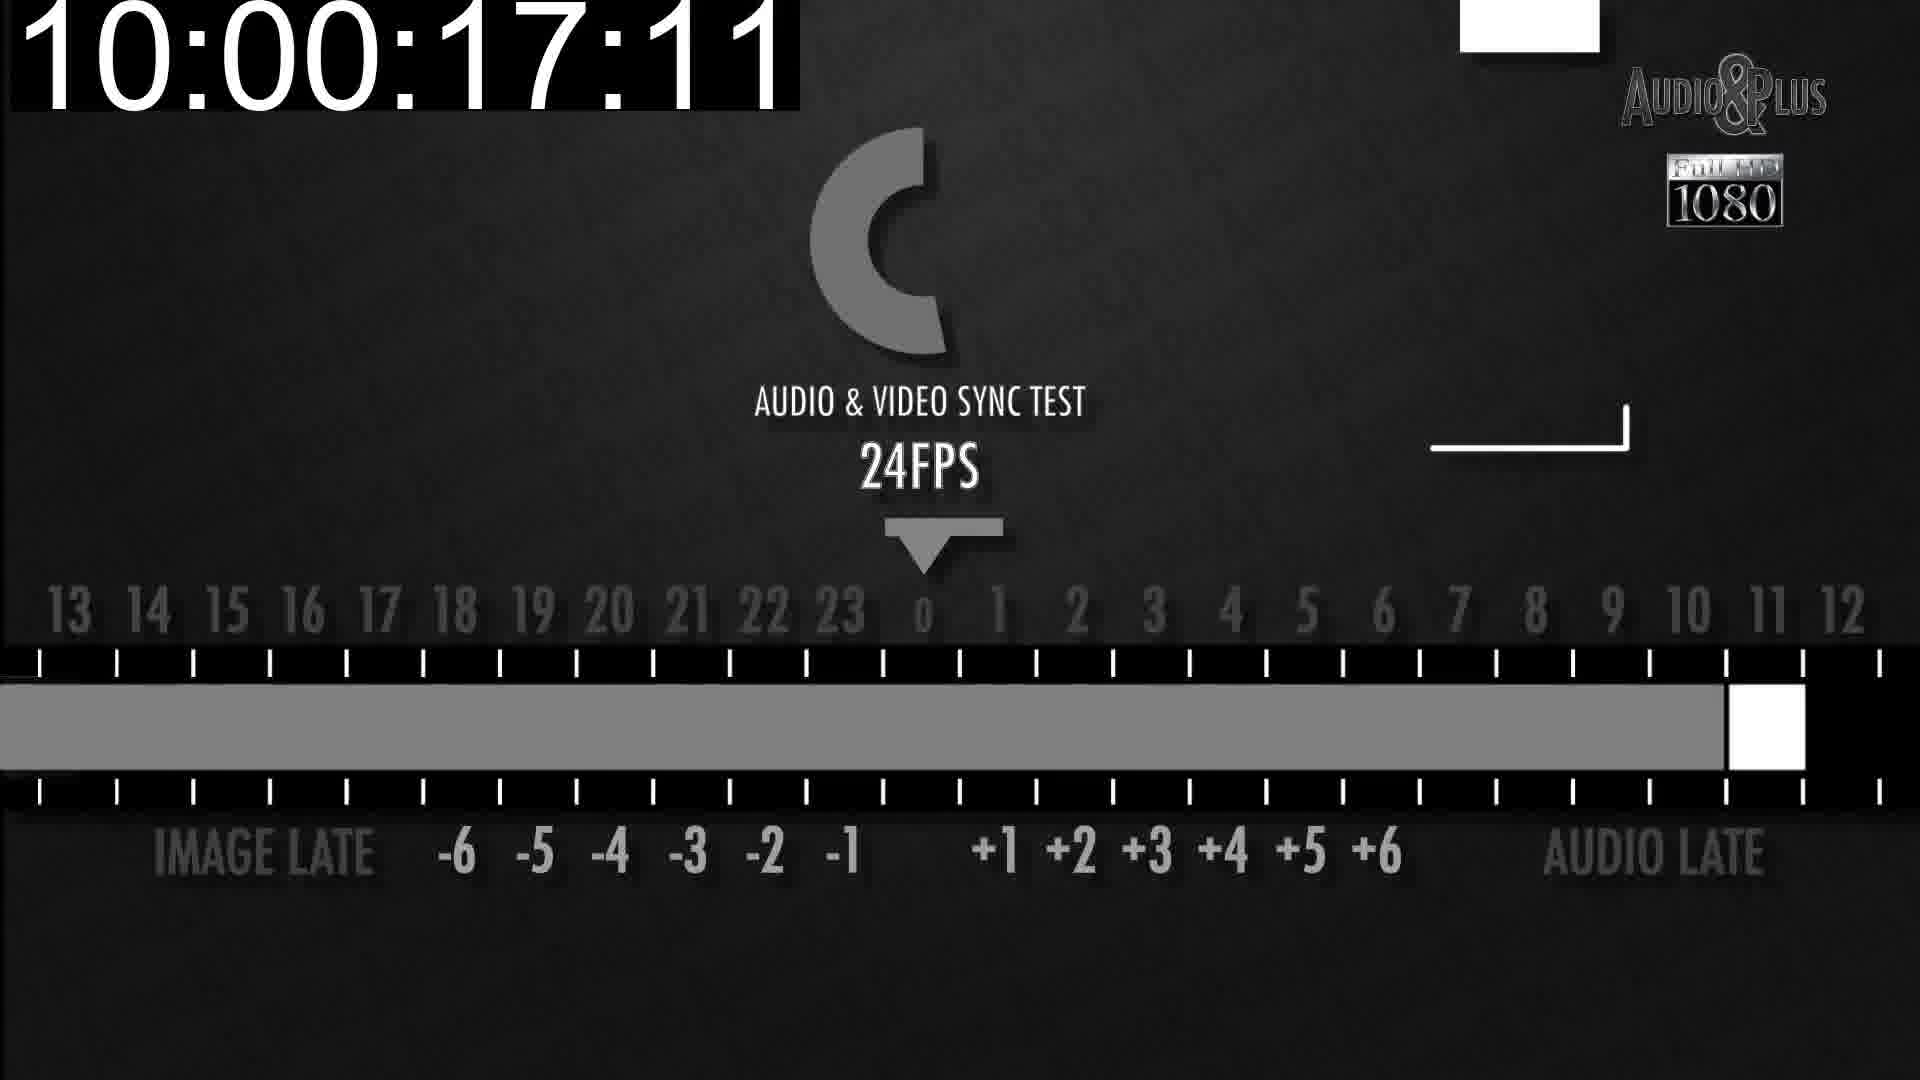 10:00:17:11
AUDIO & PLUS
Full HD
1080
AUDIO & VIDEO SYNC TEST
24FPS
13 14 15 16 17 18 19 20 21 22 23 0 1 2 3 4 5 6 7 8 9 10 11 12
IMAGE LATE -6 -5 -4 -3 -2 -1 +1 +2 +3 +4 +5 +6 AUDIO LATE